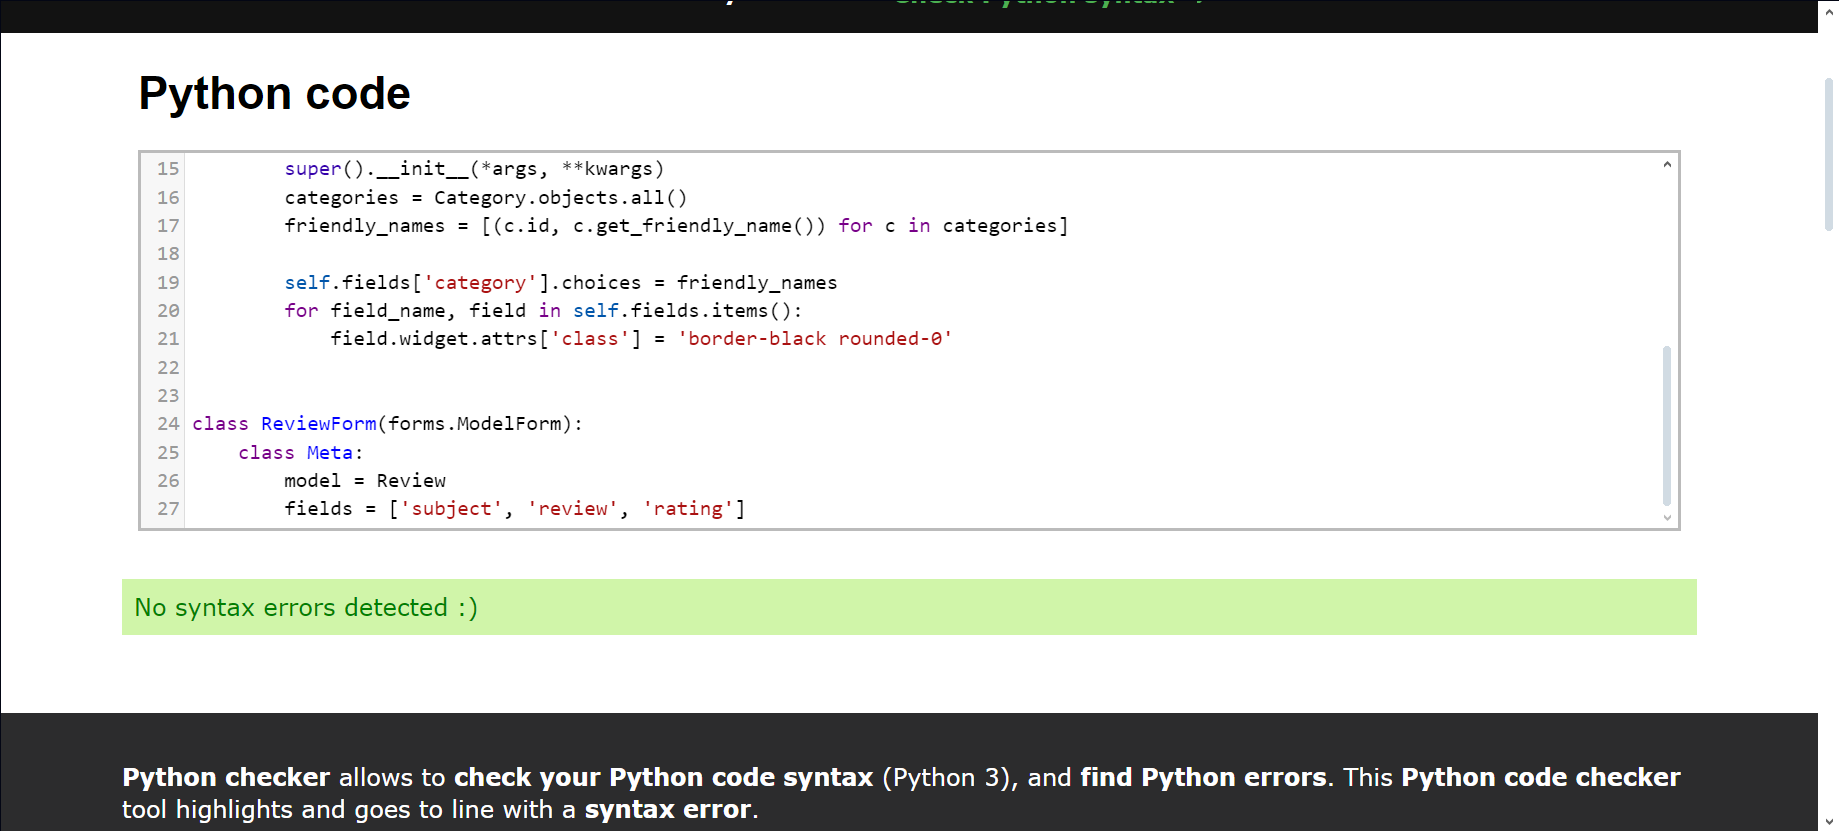 Python code
15 super().__init__(*args, **kwargs)
16 categories = Category.objects.all()
17 friendly_names = [(c.id, c.get_friendly_name()) for c in categories]
18
19 self.fields['category'].choices = friendly_names
20 for field_name, field in self.fields.items():
21 field.widget.attrs['class'] = 'border-black rounded-0'
22
23
24 class ReviewForm(forms.ModelForm):
25 class Meta:
26 model = Review
27 fields = ['subject', 'review', 'rating']
No syntax errors detected :)
Python checker allows to check your Python code syntax (Python 3), and find Python errors. This Python code checker
tool highlights and goes to line with a syntax error.